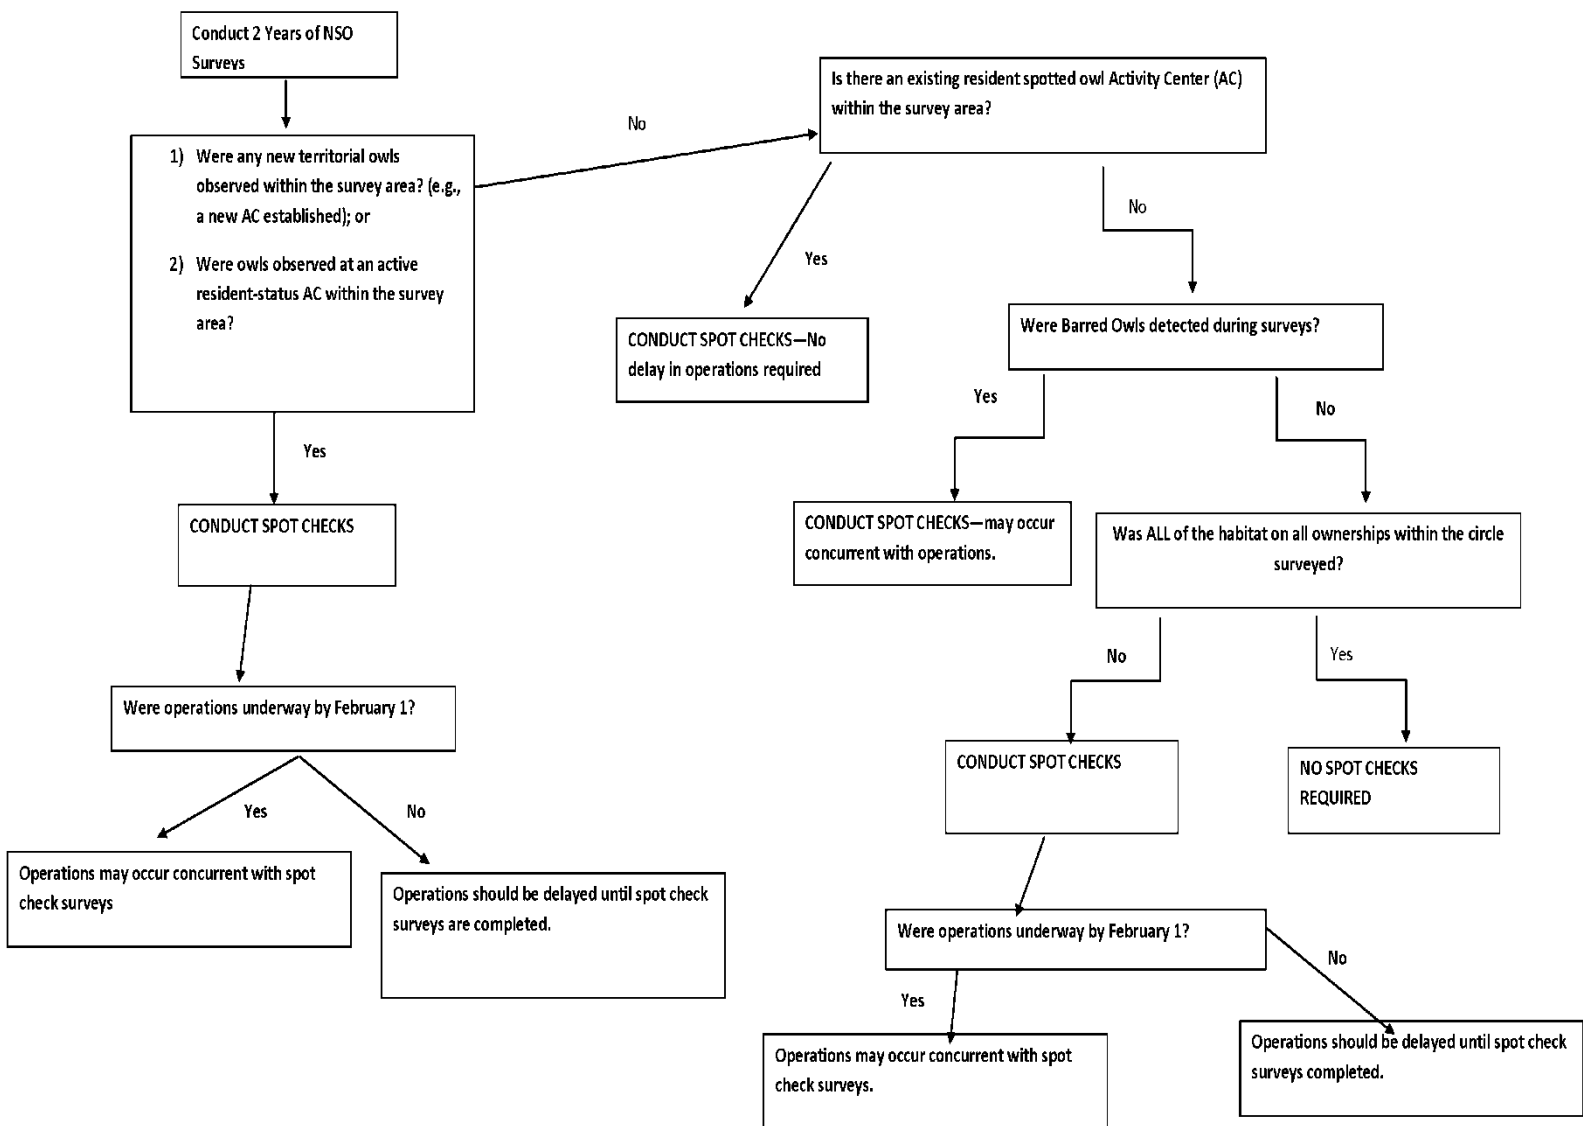 Conduct 2 Years of NSO
Surveys
Is there an existing resident spotted owl Activity Center (AC)
within the survey area?
No
1) Were any new territorial owls
observed within the survey area? (e.g.,
a new AC established); or
2) Were owls observed at an active
resident-status AC within the survey
area?
Yes
No
CONDUCT SPOT CHECKS—No
delay in operations required
Were Barred Owls detected during surveys?
Yes
No
Yes
CONDUCT SPOT CHECKS
CONDUCT SPOT CHECKS—may occur
concurrent with operations.
Was ALL of the habitat on all ownerships within the circle
surveyed?
No
Yes
Were operations underway by February 1?
CONDUCT SPOT CHECKS
NO SPOT CHECKS
REQUIRED
Yes
No
Operations may occur concurrent with spot
check surveys
Operations should be delayed until spot check
surveys are completed.
Were operations underway by February 1?
Yes
No
Operations may occur concurrent with spot
check surveys.
Operations should be delayed until spot check
surveys completed.